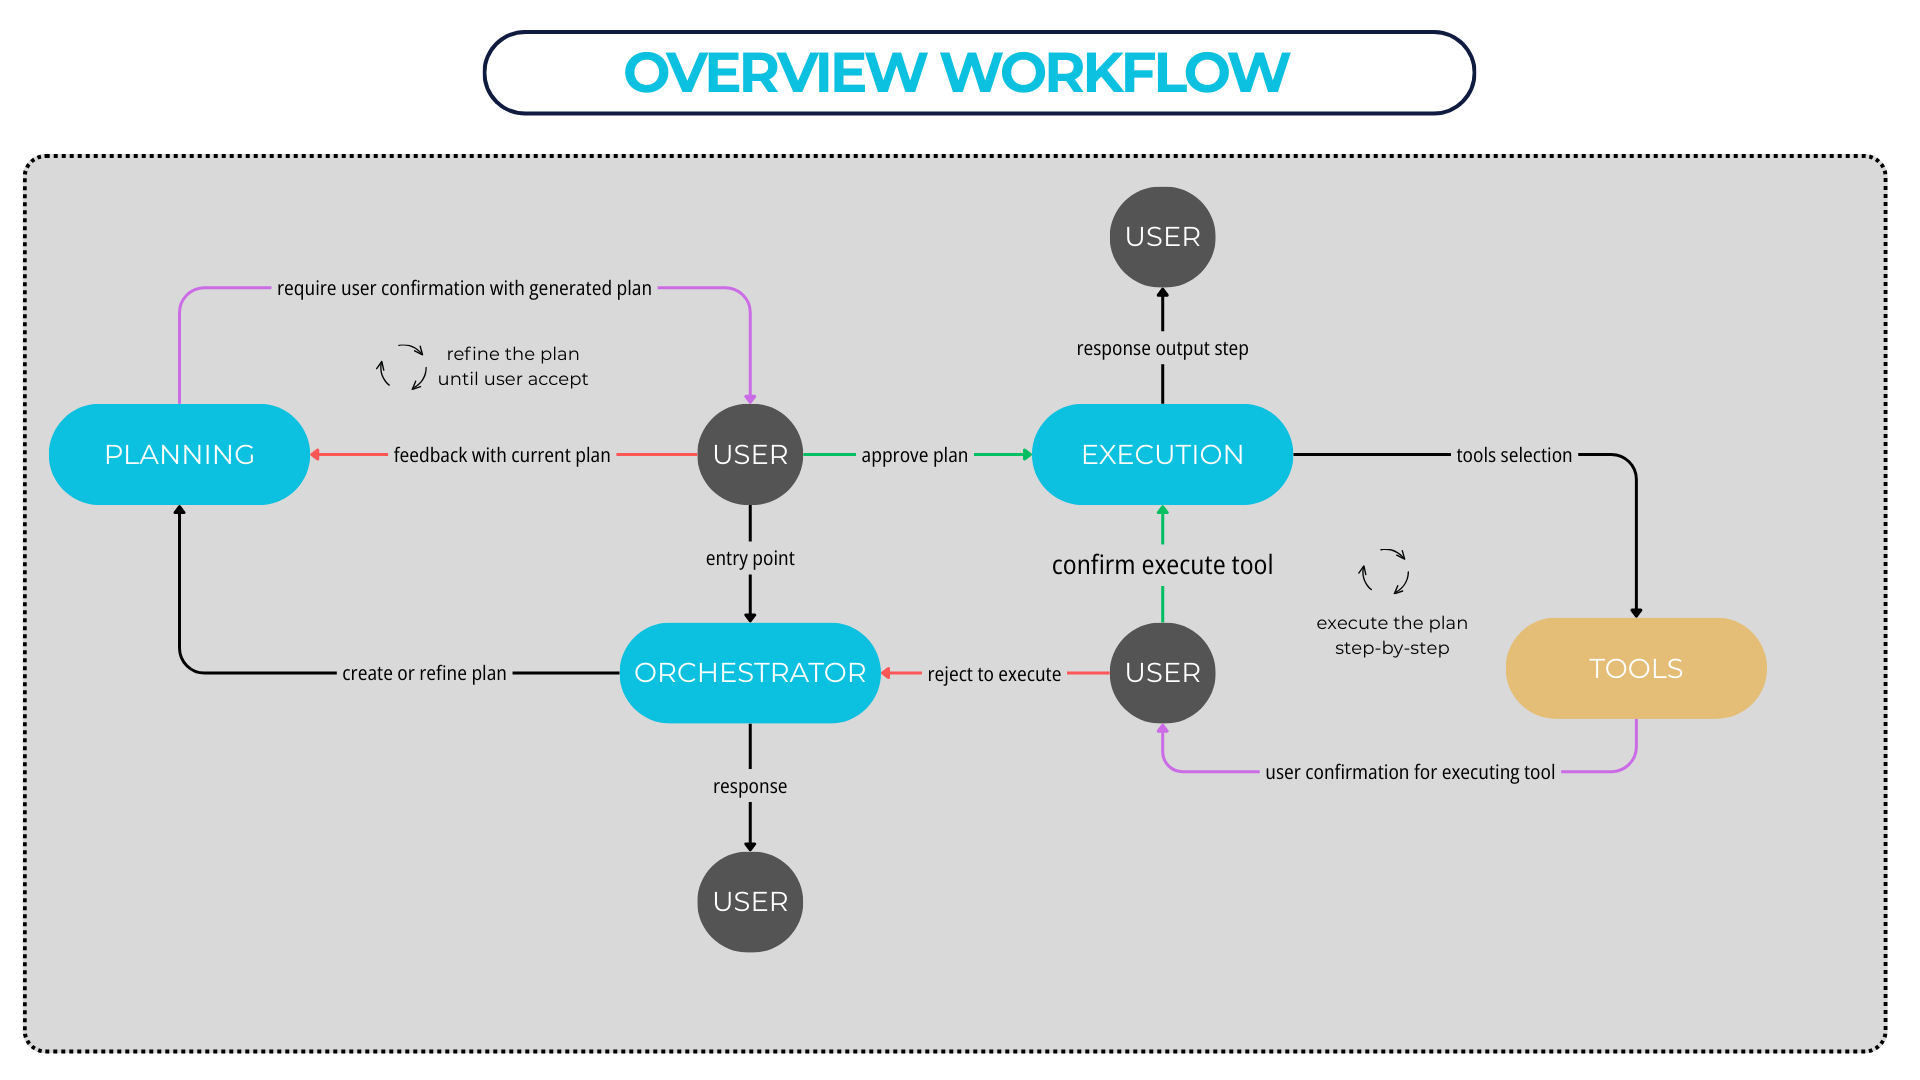 OVERVIEW WORKFLOW
USER
require user confirmation with generated plan
response output step
refine the plan
until user accept
PLANNING
feedback with current plan
USER
approve plan
EXECUTION
tools selection
entry point
confirm execute tool
execute the plan
step-by-step
create or refine plan
ORCHESTRATOR
reject to execute
USER
TOOLS
user confirmation for executing tool
response
USER